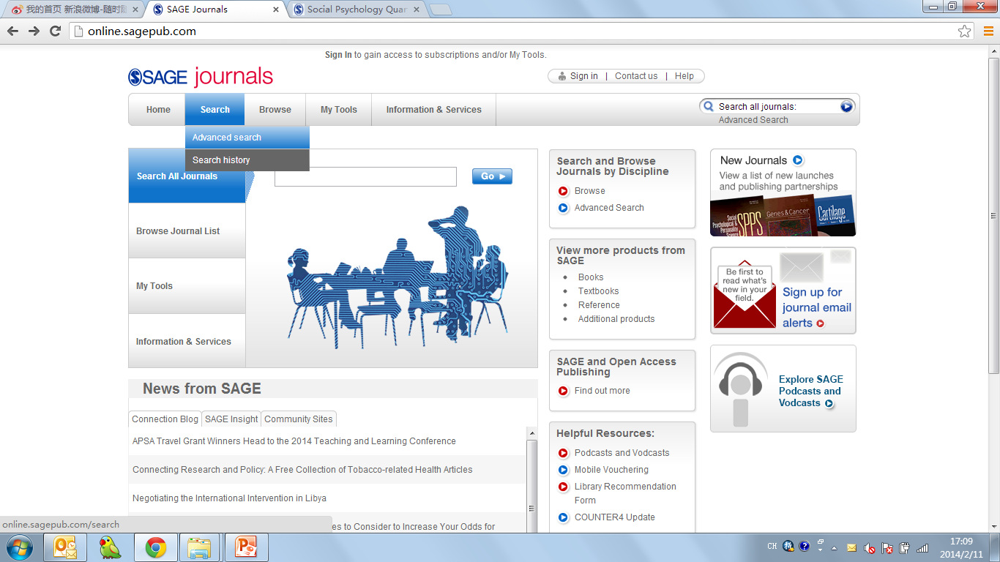 我的首页 新浪微博-随时随
SAGE Journals
Social Psychology Quar
online.sagepub.com
Sign In to gain access to subscriptions and/or My Tools.
SAGE journals
Sign in | Contact us | Help
Home
Search
Browse
My Tools
Information & Services
Search all journals:
Advanced Search
Advanced search
Search history
Search All Journals
Go
Browse Journal List
My Tools
Information & Services
Search and Browse
Journals by Discipline
Browse
Advanced Search
View more products from
SAGE
Books
Textbooks
Reference
Additional products
SAGE and Open Access
Publishing
Find out more
Helpful Resources:
Podcasts and Vodcasts
Mobile Vouchering
Library Recommendation
Form
COUNTER4 Update
New Journals
View a list of new launches
and publishing partnerships
Social
Psychological &
Personality
Science
SPPS
Genes & Cancer
Cartilage
Be first to
read what's
new in your
field.
Sign up for
journal email
alerts
Explore SAGE
Podcasts and
Vodcasts
News from SAGE
Connection Blog
SAGE Insight
Community Sites
APSA Travel Grant Winners Head to the 2014 Teaching and Learning Conference
Connecting Research and Policy: A Free Collection of Tobacco-related Health Articles
Negotiating the International Intervention in Libya
es to Consider to Increase Your Odds for
online.sagepub.com/search
CH
17:09
2014/2/11